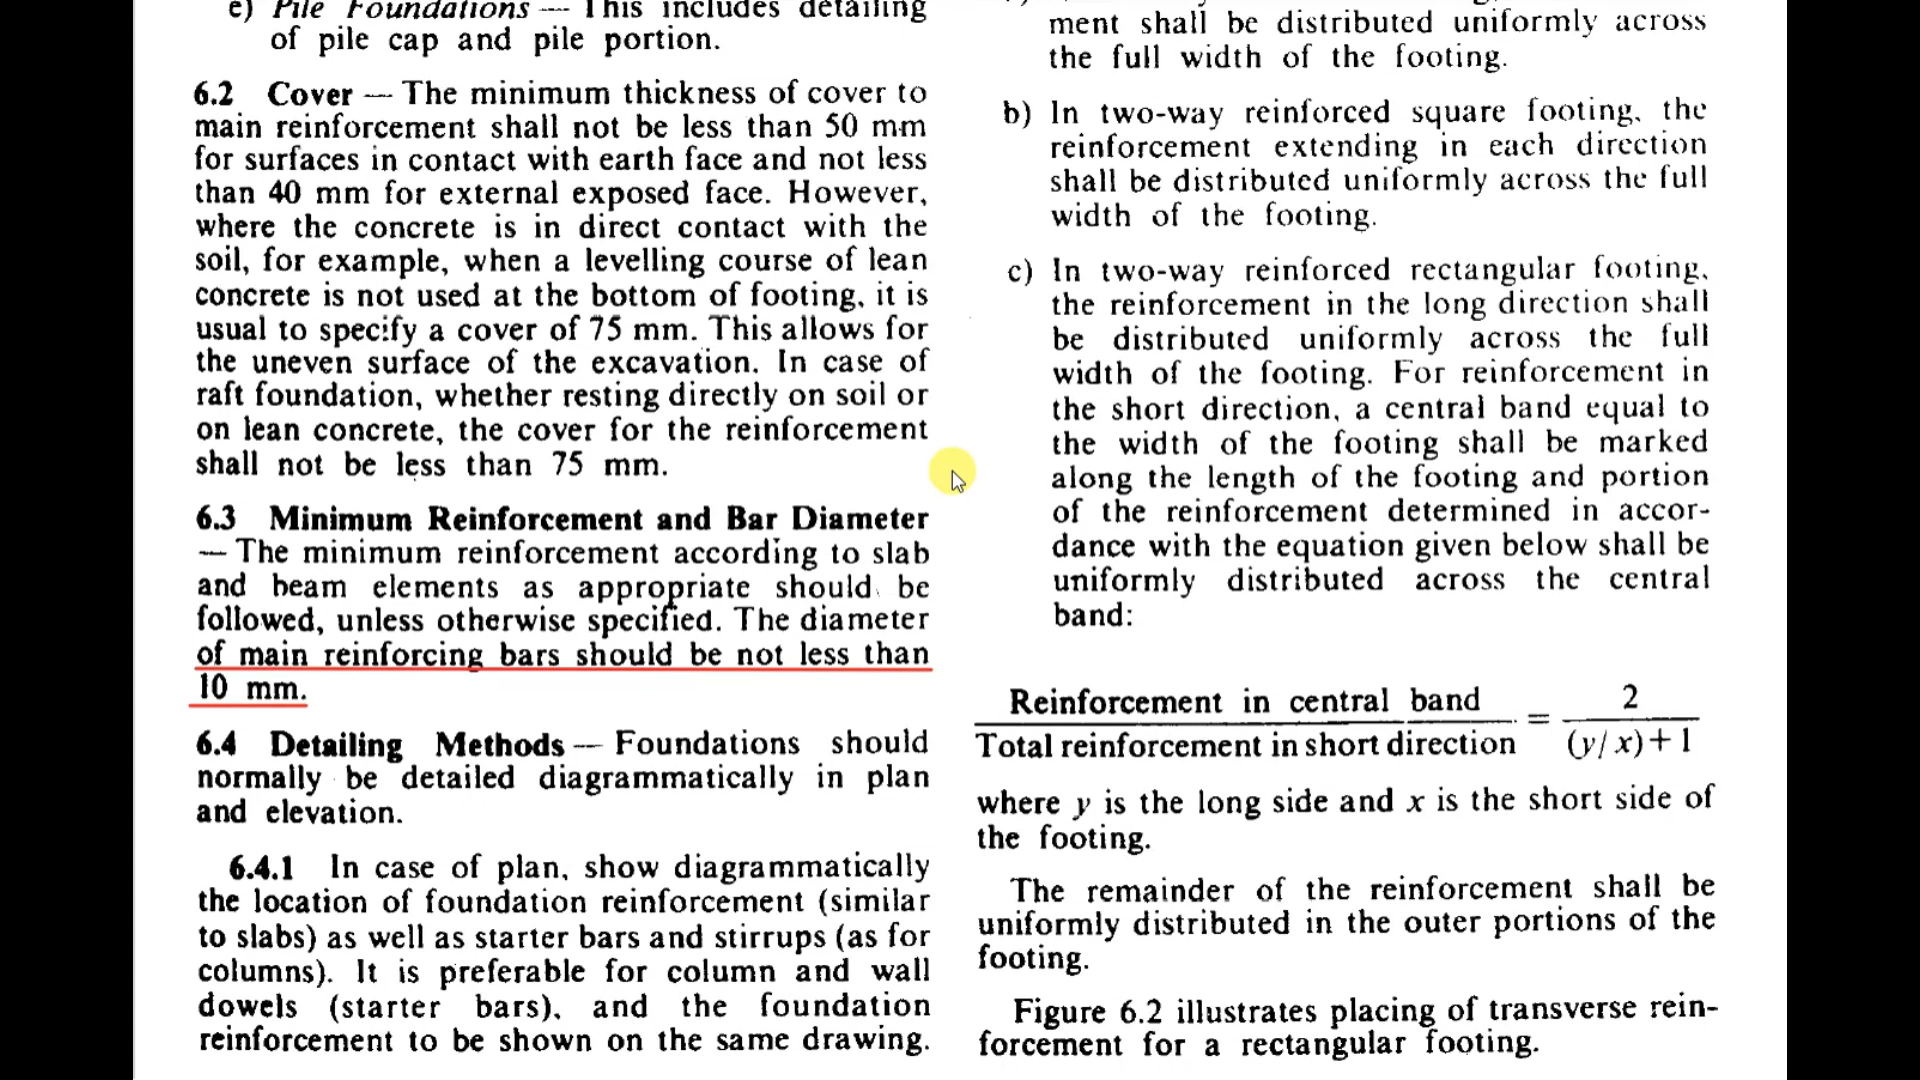 e) Pile Foundations — This includes detailing
of pile cap and pile portion.
6.2 Cover — The minimum thickness of cover to
main reinforcement shall not be less than 50 mm
for surfaces in contact with earth face and not less
than 40 mm for external exposed face. However,
where the concrete is in direct contact with the
soil, for example, when a levelling course of lean
concrete is not used at the bottom of footing, it is
usual to specify a cover of 75 mm. This allows for
the uneven surface of the excavation. In case of
raft foundation, whether resting directly on soil or
on lean concrete, the cover for the reinforcement
shall not be less than 75 mm.
6.3 Minimum Reinforcement and Bar Diameter
— The minimum reinforcement according to slab
and beam elements as appropriate should be
followed, unless otherwise specified. The diameter
of main reinforcing bars should be not less than
10 mm.
6.4 Detailing Methods — Foundations should
normally be detailed diagrammatically in plan
and elevation.
6.4.1 In case of plan, show diagrammatically
the location of foundation reinforcement (similar
to slabs) as well as starter bars and stirrups (as for
columns). It is preferable for column and wall
dowels (starter bars), and the foundation
reinforcement to be shown on the same drawing.
ment shall be distributed uniformly across
the full width of the footing.
b) In two-way reinforced square footing, the
reinforcement extending in each direction
shall be distributed uniformly across the full
width of the footing.
c) In two-way reinforced rectangular footing,
the reinforcement in the long direction shall
be distributed uniformly across the full
width of the footing. For reinforcement in
the short direction, a central band equal to
the width of the footing shall be marked
along the length of the footing and portion
of the reinforcement determined in accor-
dance with the equation given below shall be
uniformly distributed across the central
band:
Reinforcement in central band / Total reinforcement in short direction = 2 / (y/x)+1
where y is the long side and x is the short side of
the footing.
The remainder of the reinforcement shall be
uniformly distributed in the outer portions of the
footing.
Figure 6.2 illustrates placing of transverse rein-
forcement for a rectangular footing.